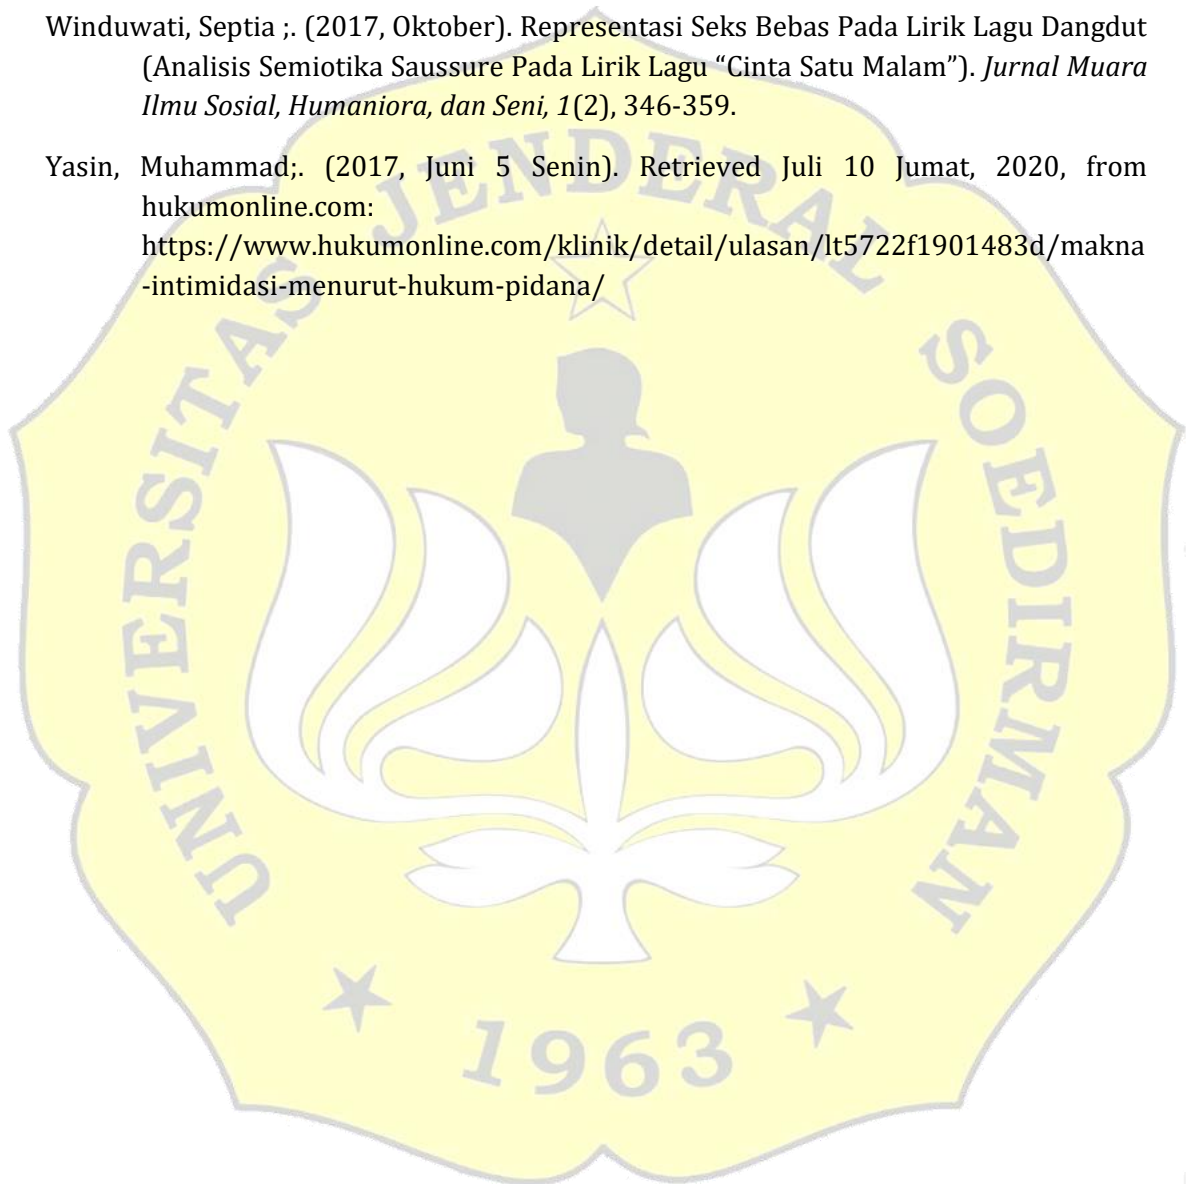 Winduwati, Septia ;. (2017, Oktober). Representasi Seks Bebas Pada Lirik Lagu Dangdut
(Analisis Semiotika Saussure Pada Lirik Lagu “Cinta Satu Malam”). Jurnal Muara
Ilmu Sosial, Humaniora, dan Seni, 1(2), 346-359.
Yasin, Muhammad;. (2017, Juni 5 Senin). Retrieved Juli 10 Jumat, 2020, from
hukumonline.com:
https://www.hukumonline.com/klinik/detail/ulasan/lt5722f1901483d/makna
-intimidasi-menurut-hukum-pidana/
UNIVERSITAS JENDERAL SOEDIRMAN
1963